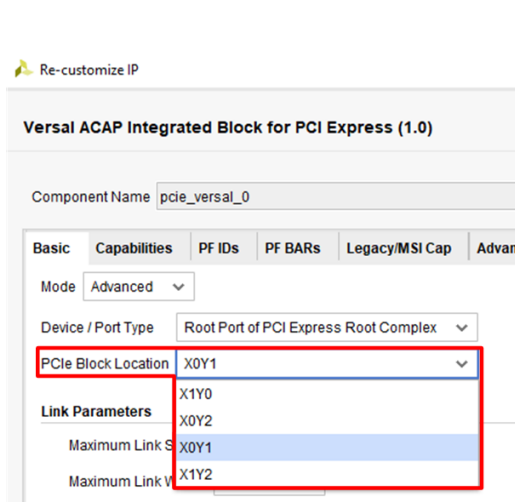 Re-customize IP
Versal ACAP Integrated Block for PCI Express (1.0)
Component Name pcie_versal_0
Basic Capabilities PF IDs PF BARs Legacy/MSI Cap
Mode Advanced
Device / Port Type Root Port of PCI Express Root Complex
PCIe Block Location X0Y1
X1Y0
Link Parameters
X0Y2
Maximum Link X0Y1
Maximum Link X1Y2